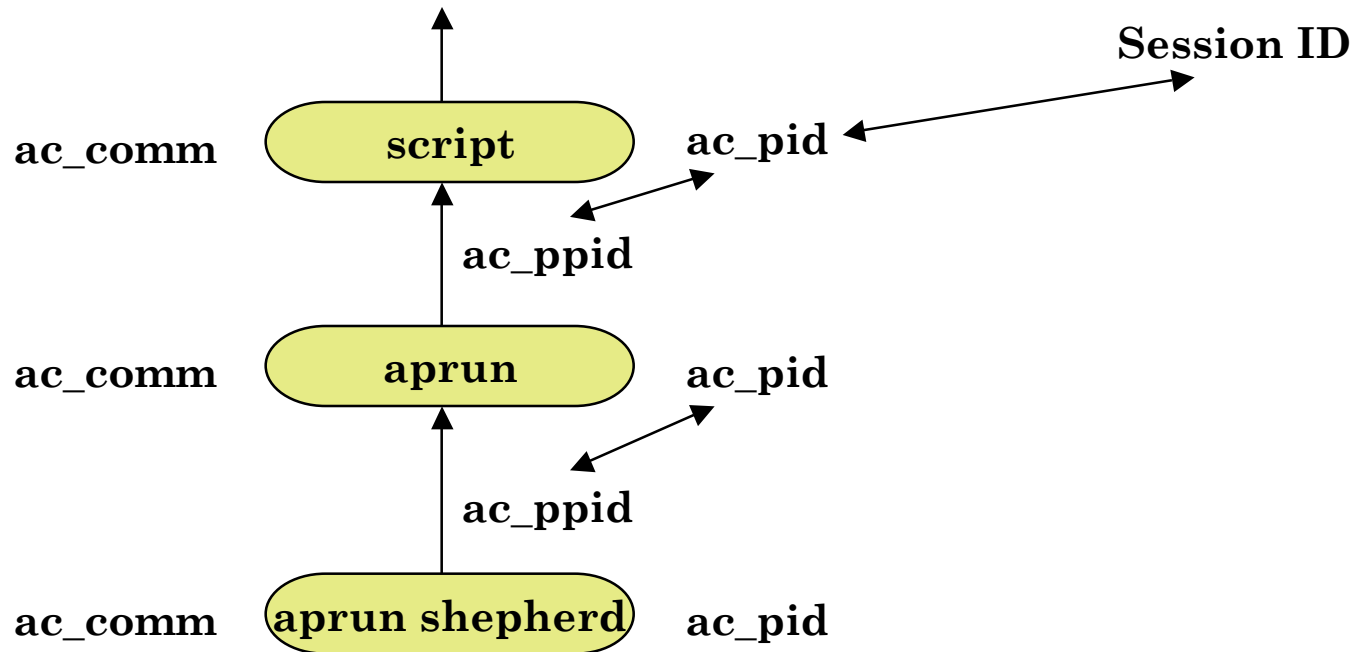 Session ID
ac_comm script ac_pid
ac_ppid
ac_comm aprun ac_pid
ac_ppid
ac_comm aprun shepherd ac_pid